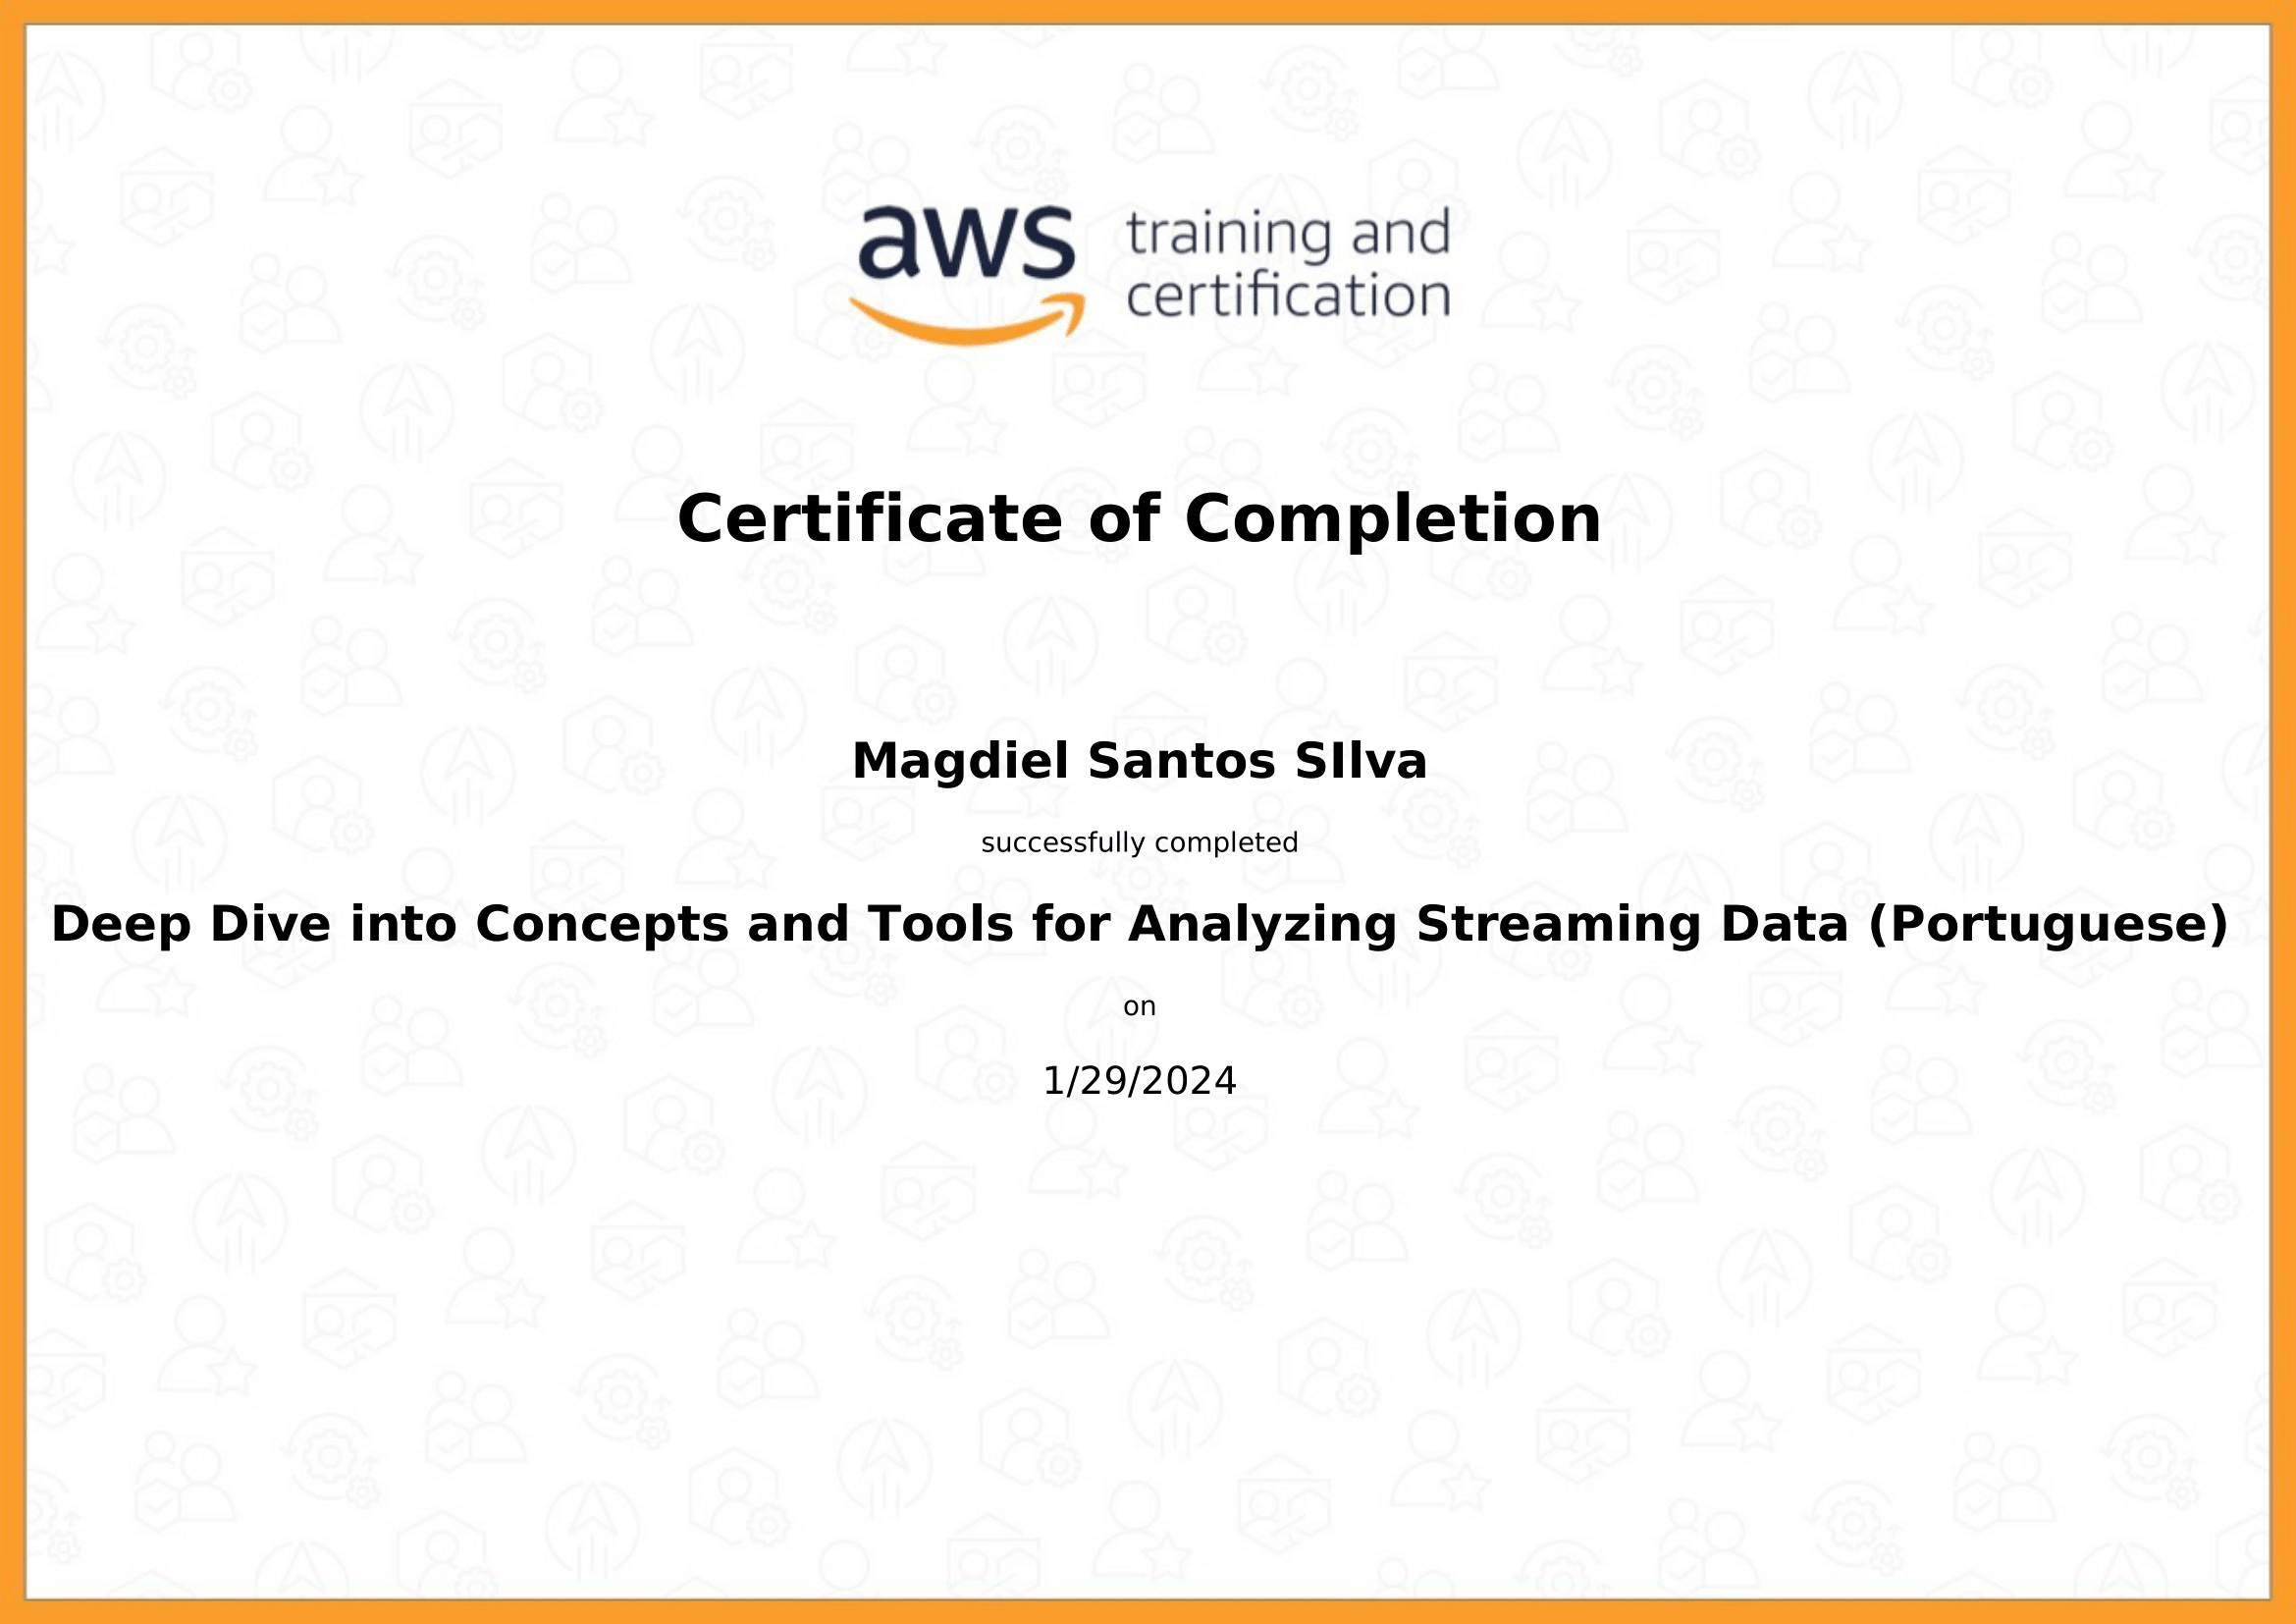 aws training and
certification
Certificate of Completion
Magdiel Santos SIlva
successfully completed
Deep Dive into Concepts and Tools for Analyzing Streaming Data (Portuguese)
on
1/29/2024